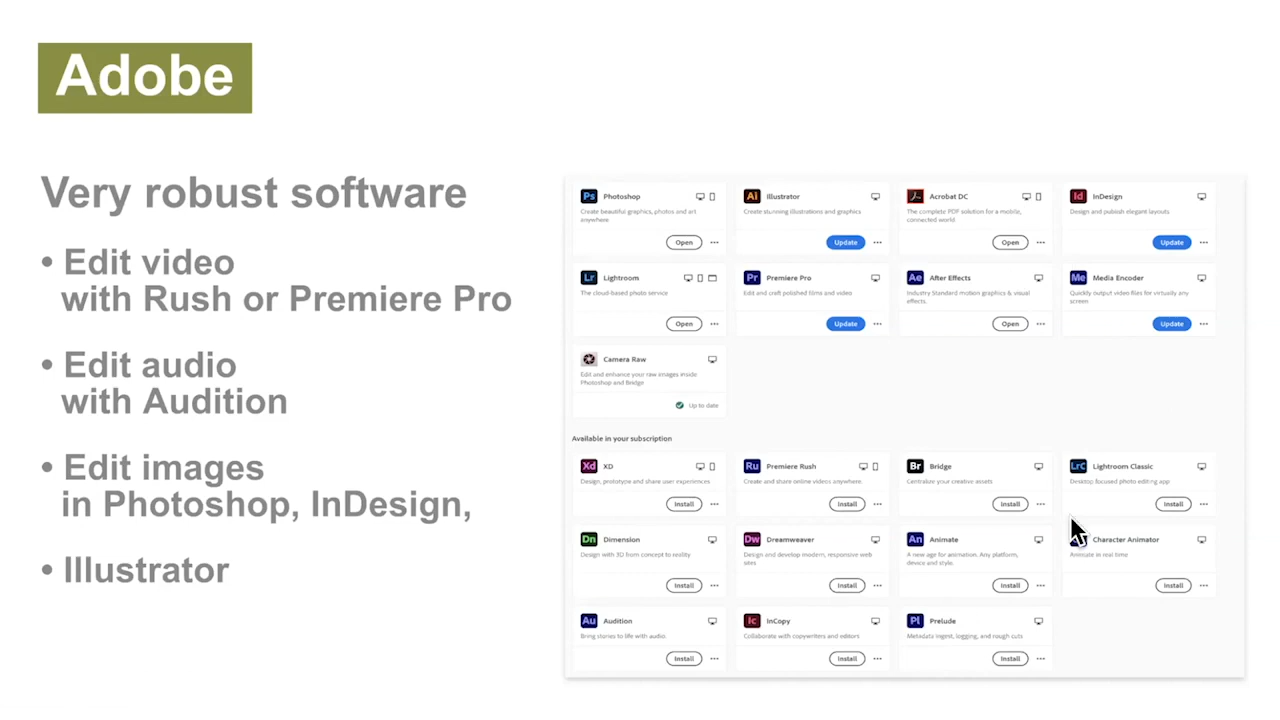 Adobe
Very robust software
• Edit video
with Rush or Premiere Pro
• Edit audio
with Audition
• Edit images
in Photoshop, InDesign,
• Illustrator
Ps Photoshop
Create beautiful graphics, photos and art
anywhere
Open
Ai Illustrator
Create stunning illustrations and graphics
Update
Acrobat DC
The complete PDF solution for a mobile,
connected world
Open
Id InDesign
Design and publish elegant layouts
Update
Lr Lightroom
The cloud-based photo service
Open
Pr Premiere Pro
Edit and craft polished films and video
Update
Ae After Effects
Industry Standard motion graphics & visual
effects.
Open
Me Media Encoder
Quickly output video files for virtually any
screen
Update
Camera Raw
Edit and enhance your raw images inside
Photoshop and Bridge
Up to date
Available in your subscription
Xd XD
Design, prototype and share user experiences
Install
Ru Premiere Rush
Create and share online videos anywhere
Install
Br Bridge
Centralize your creative assets
Install
LrC Lightroom Classic
Desktop focused photo editing app
Install
Dn Dimension
Design with 3D from concept to reality
Install
Dw Dreamweaver
Design and develop modern, responsive web
sites
Install
An Animate
A new age for animation. Any platform,
device and style.
Install
Character Animator
Animate in real time
Install
Au Audition
Bring stories to life with audio.
Install
Ic InCopy
Collaborate with copywriters and editors
Install
Pl Prelude
Metadata ingest, logging, and rough cuts
Install